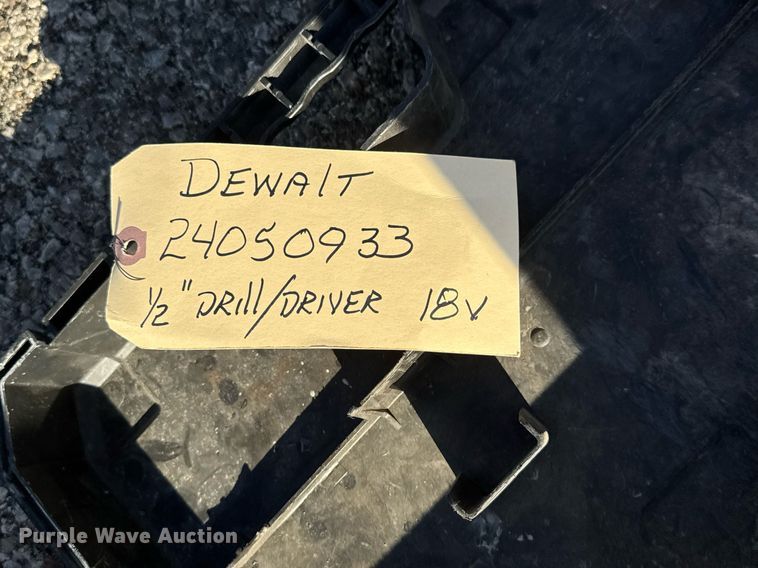 DEWAlT
24050933
1/2" DRill/DRIVER 18V
Purple Wave Auction